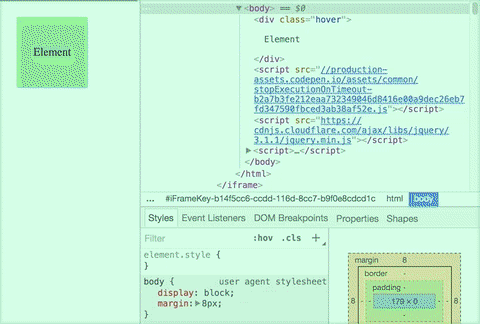 Element
▼<body> == $0
<div class="hover">
Element
</div>
<script src="//production-
assets.codepen.io/assets/common/
stopExecutionOnTimeout-
b2a7b3fe212eaa732349046d8416e00a9dec26eb7
fd347590fbced3ab38af52e.js"></script>
<script src="https://
cdnjs.cloudflare.com/ajax/libs/jquery/
3.1.1/jquery.min.js"></script>
▶<script>…</script>
</body>
</html>
</iframe>
... #iFrameKey-b14f5cc6-ccdd-116d-8cc7-b9f0e8cdcd1c html body
Styles Event Listeners DOM Breakpoints Properties Shapes
Filter :hov .cls +
element.style {
}
body { user agent stylesheet
display: block;
margin:▶8px;
}
margin 8
border -
padding -
8 - - 179 × 0 - - 8